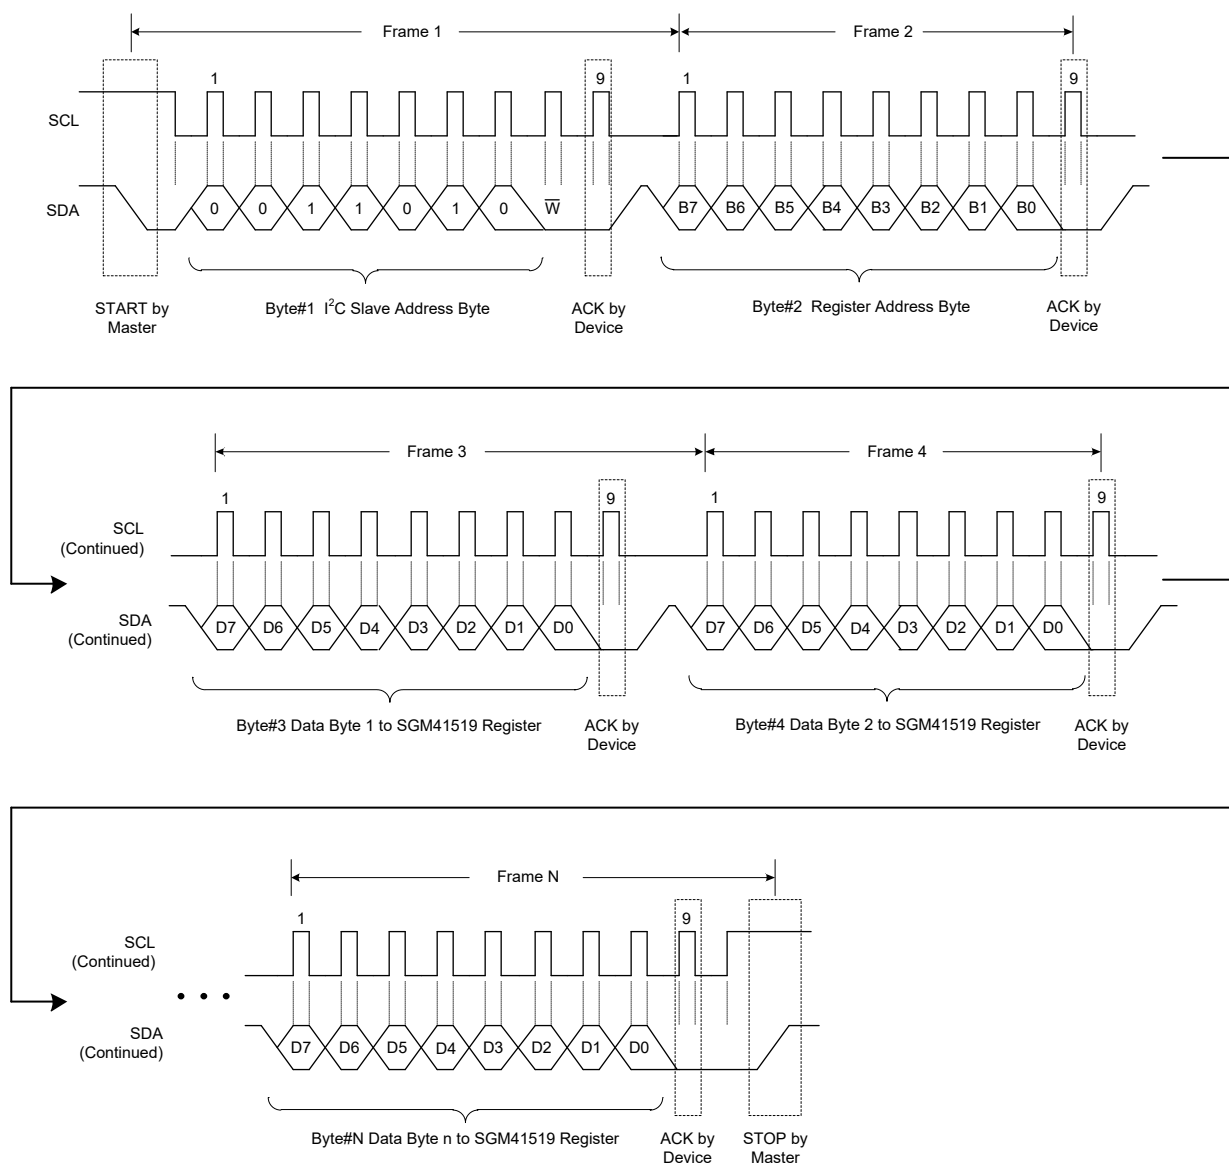 Frame 1
Frame 2
1
9
1
9
SCL
SDA
0 0 1 1 0 1 0 W̅
B7 B6 B5 B4 B3 B2 B1 B0
START by
Master
Byte#1 I²C Slave Address Byte
ACK by
Device
Byte#2 Register Address Byte
ACK by
Device
Frame 3
Frame 4
1
9
1
9
SCL
(Continued)
SDA
(Continued)
D7 D6 D5 D4 D3 D2 D1 D0
D7 D6 D5 D4 D3 D2 D1 D0
Byte#3 Data Byte 1 to SGM41519 Register
ACK by
Device
Byte#4 Data Byte 2 to SGM41519 Register
ACK by
Device
Frame N
1
9
SCL
(Continued)
• • •
SDA
(Continued)
D7 D6 D5 D4 D3 D2 D1 D0
Byte#N Data Byte n to SGM41519 Register
ACK by
Device
STOP by
Master